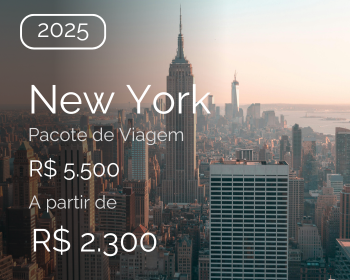 2025
New York
Pacote de Viagem
R$ 5.500
A partir de
R$ 2.300